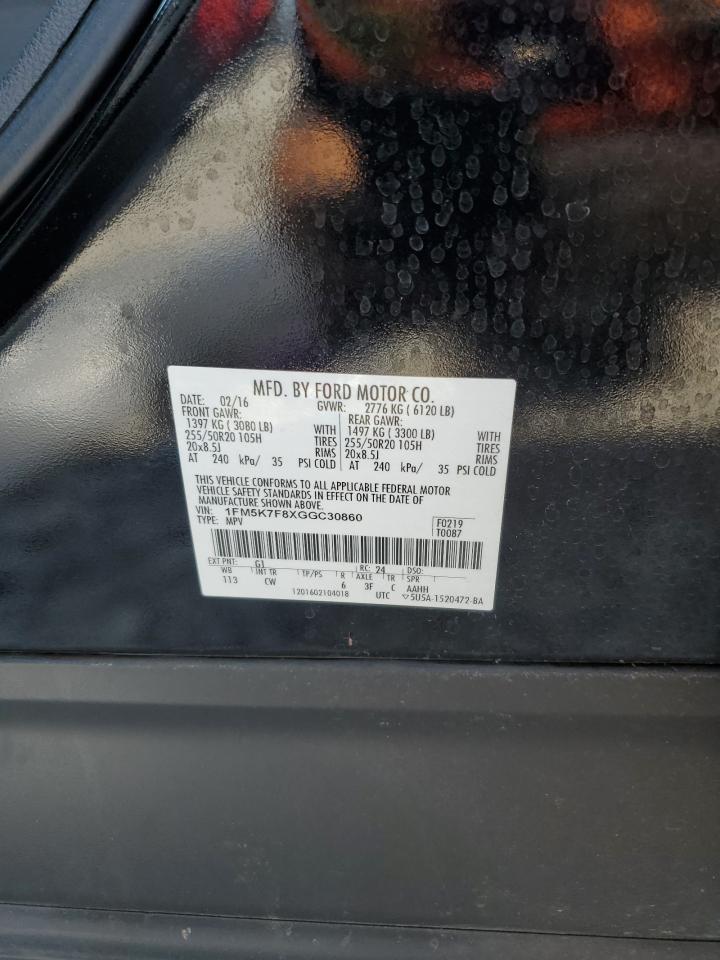 MFD. BY FORD MOTOR CO.
DATE: 02/16 GVWR: 2776 KG ( 6120 LB)
FRONT GAWR: REAR GAWR:
1397 KG ( 3080 LB) WITH 1497 KG ( 3300 LB) WITH
255/50R20 105H TIRES 255/50R20 105H TIRES
20x8.5J RIMS 20x8.5J RIMS
AT 240 kPa/ 35 PSI COLD AT 240 kPa/ 35 PSI COLD
THIS VEHICLE CONFORMS TO ALL APPLICABLE FEDERAL MOTOR
VEHICLE SAFETY STANDARDS IN EFFECT ON THE DATE OF
MANUFACTURE SHOWN ABOVE.
VIN: 1FM5K7F8XGGC30860 F0219
TYPE: MPV T0087
EXT PNT: G1 RC: 24 DSO:
WB INT TR TP/PS R AXLE TR SPR
113 CW 6 3F C AAHH
1201602104018 UTC ▽5U5A-1520472-BA